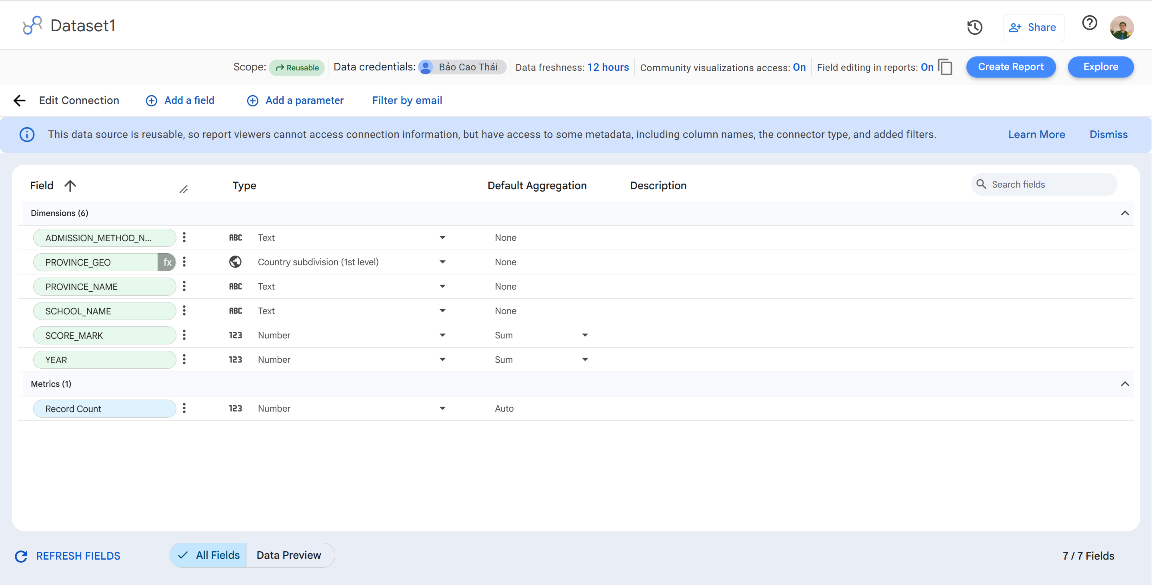 Dataset1
Share
Scope: Reusable Data credentials: Bảo Cao Thái Data freshness: 12 hours Community visualizations access: On Field editing in reports: On Create Report Explore
Edit Connection Add a field Add a parameter Filter by email
This data source is reusable, so report viewers cannot access connection information, but have access to some metadata, including column names, the connector type, and added filters. Learn More Dismiss
Field Type Default Aggregation Description Search fields
Dimensions (6)
ADMISSION_METHOD_N... ABC Text None
PROVINCE_GEO fx Country subdivision (1st level) None
PROVINCE_NAME ABC Text None
SCHOOL_NAME ABC Text None
SCORE_MARK 123 Number Sum
YEAR 123 Number Sum
Metrics (1)
Record Count 123 Number Auto
REFRESH FIELDS All Fields Data Preview 7 / 7 Fields